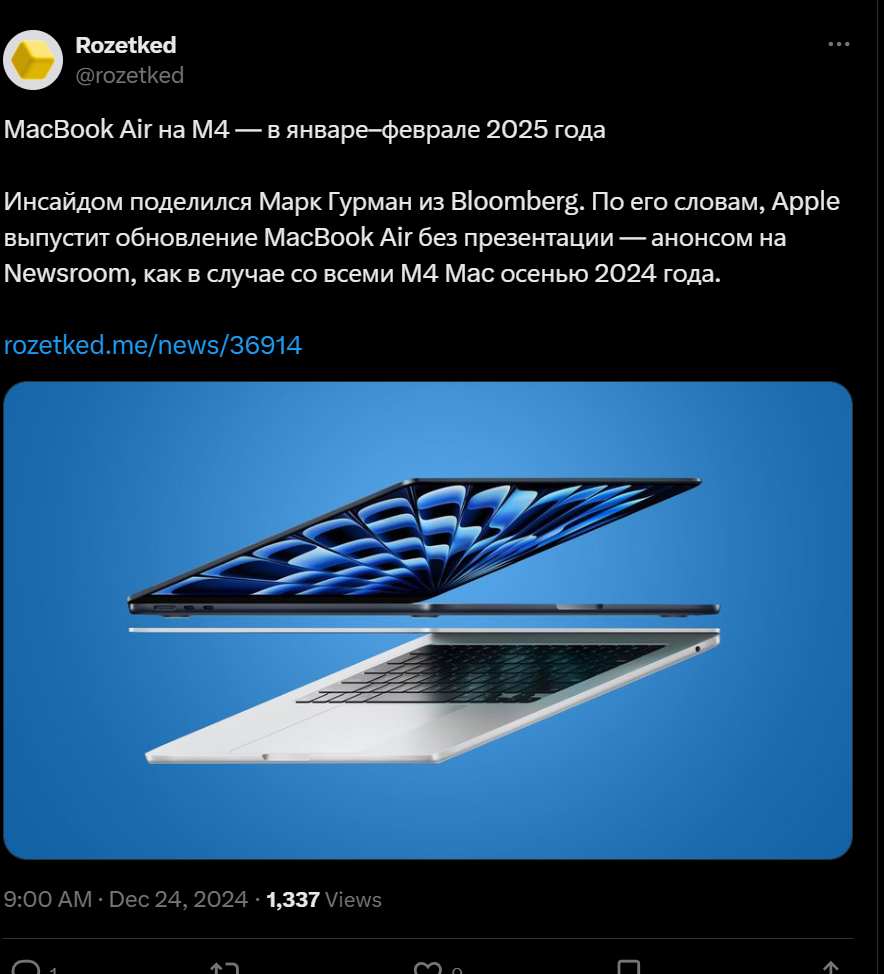 Rozetked
@rozetked
MacBook Air на M4 — в январе–феврале 2025 года
Инсайдом поделился Марк Гурман из Bloomberg. По его словам, Apple
выпустит обновление MacBook Air без презентации — анонсом на
Newsroom, как в случае со всеми M4 Mac осенью 2024 года.
rozetked.me/news/36914
9:00 AM · Dec 24, 2024 · 1,337 Views